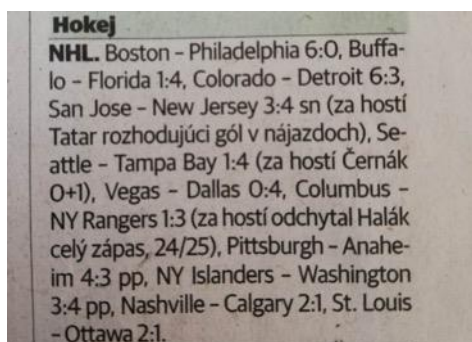 Hokej
NHL. Boston – Philadelphia 6:0, Buffa-
lo – Florida 1:4, Colorado – Detroit 6:3,
San Jose – New Jersey 3:4 sn (za hostí
Tatar rozhodujúci gól v nájazdoch), Se-
attle – Tampa Bay 1:4 (za hostí Černák
0+1), Vegas – Dallas 0:4, Columbus –
NY Rangers 1:3 (za hostí odchytal Halák
celý zápas, 24/25), Pittsburgh – Anahe-
im 4:3 pp, NY Islanders – Washington
3:4 pp, Nashville – Calgary 2:1, St. Louis
– Ottawa 2:1.